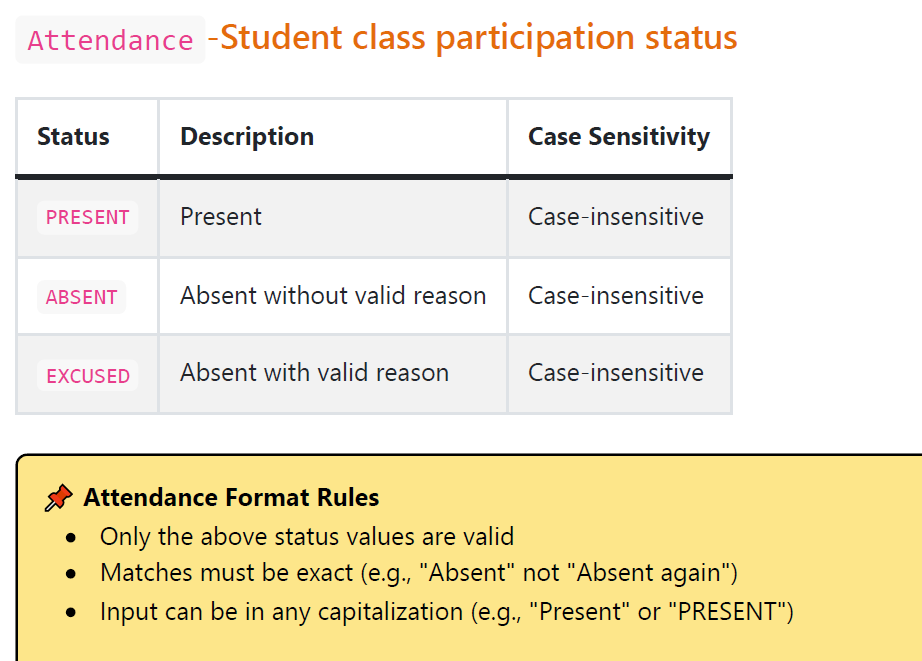 Attendance -Student class participation status
Status Description Case Sensitivity
PRESENT Present Case-insensitive
ABSENT Absent without valid reason Case-insensitive
EXCUSED Absent with valid reason Case-insensitive
Attendance Format Rules
• Only the above status values are valid
• Matches must be exact (e.g., "Absent" not "Absent again")
• Input can be in any capitalization (e.g., "Present" or "PRESENT")